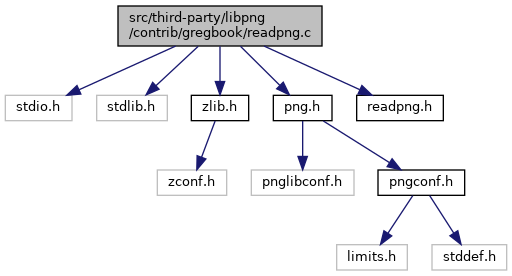 src/third-party/libpng
/contrib/gregbook/readpng.c
stdio.h
stdlib.h
zlib.h
png.h
readpng.h
zconf.h
pnglibconf.h
pngconf.h
limits.h
stddef.h